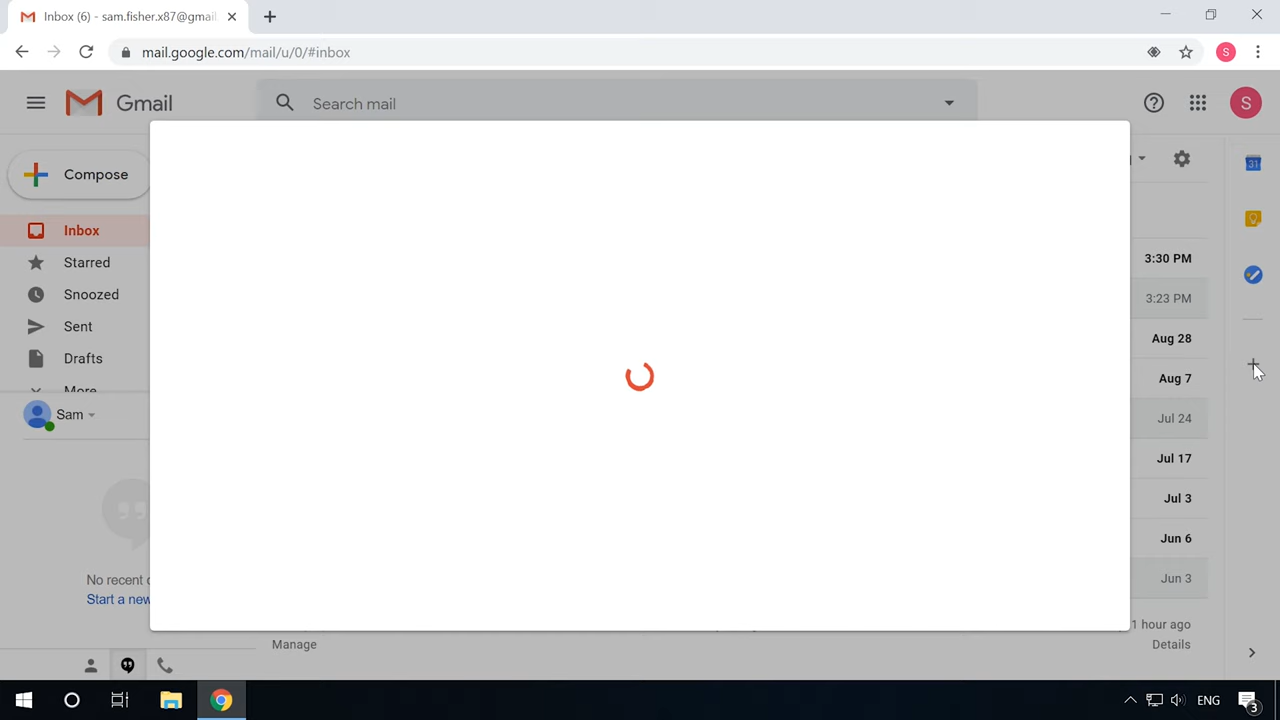 Inbox (6) - sam.fisher.x87@gmail
mail.google.com/mail/u/0/#inbox
S
Gmail
Search mail
S
Compose
31
Inbox
Starred
3:30 PM
Snoozed
3:23 PM
Sent
Aug 28
Drafts
Aug 7
More
Sam
Jul 24
Jul 17
Jul 3
Jun 6
No recent
Jun 3
Start a new
1 hour ago
Manage
Details
ENG
3